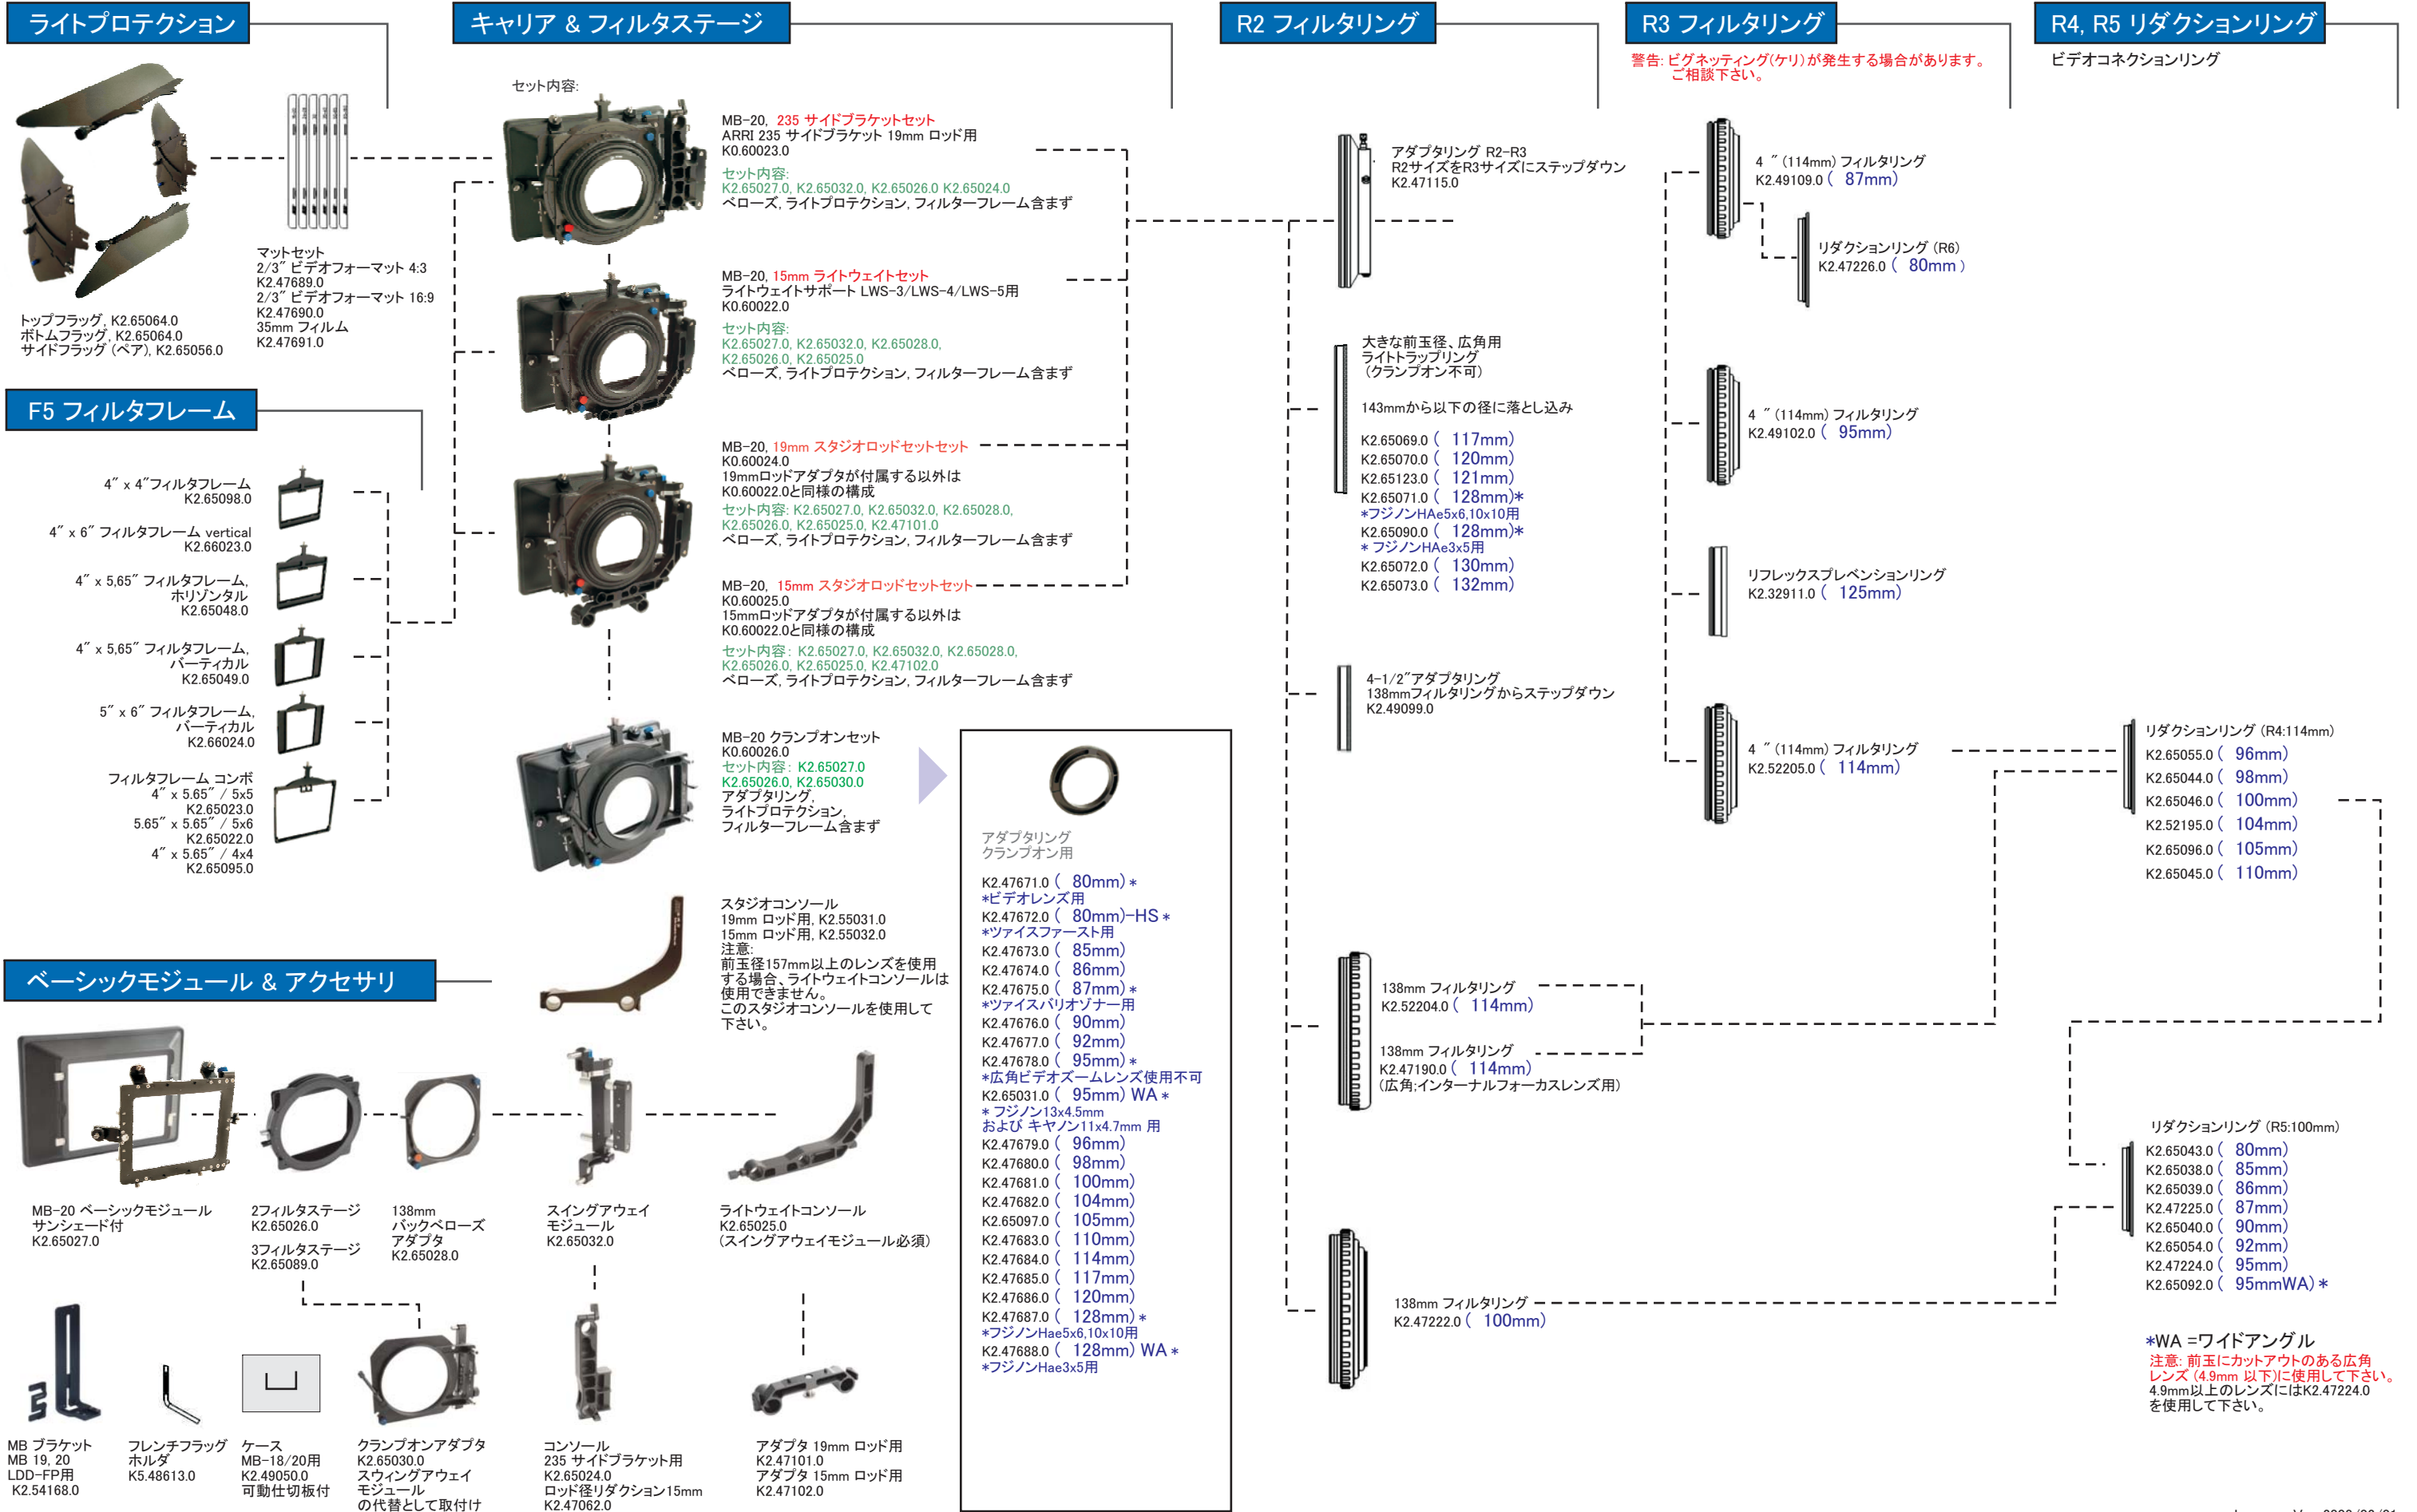 ライトプロテクション
トップフラッグ, K2.65064.0
ボトムフラッグ, K2.65064.0
サイドフラッグ (ペア), K2.65056.0
マットセット
2/3″ ビデオフォーマット 4:3
K2.47689.0
2/3″ ビデオフォーマット 16:9
K2.47690.0
35mm フィルム
K2.47691.0
F5 フィルタフレーム
4″ x 4″フィルタフレーム
K2.65098.0
4″ x 6″ フィルタフレーム vertical
K2.66023.0
4″ x 5,65″ フィルタフレーム,
ホリゾンタル
K2.65048.0
4″ x 5,65″ フィルタフレーム,
バーティカル
K2.65049.0
5″ x 6″ フィルタフレーム,
バーティカル
K2.66024.0
フィルタフレーム コンボ
4″ x 5.65″ / 5x5
K2.65023.0
5.65″ x 5.65″ / 5x6
K2.65022.0
4″ x 5.65″ / 4x4
K2.65095.0
キャリア & フィルタステージ
セット内容:
MB-20, 235 サイドブラケットセット
ARRI 235 サイドブラケット 19mm ロッド用
K0.60023.0
セット内容:
K2.65027.0, K2.65032.0, K2.65026.0 K2.65024.0
ベローズ, ライトプロテクション, フィルターフレーム含まず
MB-20, 15mm ライトウェイトセット
ライトウェイトサポート LWS-3/LWS-4/LWS-5用
K0.60022.0
セット内容:
K2.65027.0, K2.65032.0, K2.65028.0,
K2.65026.0, K2.65025.0
ベローズ, ライトプロテクション, フィルターフレーム含まず
MB-20, 19mm スタジオロッドセットセット
K0.60024.0
19mmロッドアダプタが付属する以外は
K0.60022.0と同様の構成
セット内容: K2.65027.0, K2.65032.0, K2.65028.0,
K2.65026.0, K2.65025.0, K2.47101.0
ベローズ, ライトプロテクション, フィルターフレーム含まず
MB-20, 15mm スタジオロッドセットセット
K0.60025.0
15mmロッドアダプタが付属する以外は
K0.60022.0と同様の構成
セット内容: K2.65027.0, K2.65032.0, K2.65028.0,
K2.65026.0, K2.65025.0, K2.47102.0
ベローズ, ライトプロテクション, フィルターフレーム含まず
MB-20 クランプオンセット
K0.60026.0
セット内容: K2.65027.0
K2.65026.0, K2.65030.0
アダプタリング,
ライトプロテクション,
フィルターフレーム含まず
スタジオコンソール
19mm ロッド用, K2.55031.0
15mm ロッド用, K2.55032.0
注意:
前玉径157mm以上のレンズを使用
する場合、ライトウェイトコンソールは
使用できません。
このスタジオコンソールを使用して
下さい。
アダプタリング
クランプオン用
K2.47671.0 ( 80mm) *
*ビデオレンズ用
K2.47672.0 ( 80mm)-HS *
*ツァイスファースト用
K2.47673.0 ( 85mm)
K2.47674.0 ( 86mm)
K2.47675.0 ( 87mm) *
*ツァイスバリオゾナー用
K2.47676.0 ( 90mm)
K2.47677.0 ( 92mm)
K2.47678.0 ( 95mm) *
*広角ビデオズームレンズ使用不可
K2.65031.0 ( 95mm) WA *
* フジノン13x4.5mm
および キヤノン11x4.7mm 用
K2.47679.0 ( 96mm)
K2.47680.0 ( 98mm)
K2.47681.0 ( 100mm)
K2.47682.0 ( 104mm)
K2.65097.0 ( 105mm)
K2.47683.0 ( 110mm)
K2.47684.0 ( 114mm)
K2.47685.0 ( 117mm)
K2.47686.0 ( 120mm)
K2.47687.0 ( 128mm) *
*フジノンHae5x6,10x10用
K2.47688.0 ( 128mm) WA *
*フジノンHae3x5用
ベーシックモジュール & アクセサリ
MB-20 ベーシックモジュール
サンシェード付
K2.65027.0
2フィルタステージ
K2.65026.0
3フィルタステージ
K2.65089.0
138mm
バックベローズ
アダプタ
K2.65028.0
スイングアウェイ
モジュール
K2.65032.0
ライトウェイトコンソール
K2.65025.0
(スイングアウェイモジュール必須)
MB ブラケット
MB 19, 20
LDD-FP用
K2.54168.0
フレンチフラッグ
ホルダ
K5.48613.0
ケース
MB-18/20用
K2.49050.0
可動仕切板付
クランプオンアダプタ
K2.65030.0
スウィングアウェイ
モジュール
の代替として取付け
コンソール
235 サイドブラケット用
K2.65024.0
ロッド径リダクション15mm
K2.47062.0
アダプタ 19mm ロッド用
K2.47101.0
アダプタ 15mm ロッド用
K2.47102.0
R2 フィルタリング
アダプタリング R2-R3
R2サイズをR3サイズにステップダウン
K2.47115.0
大きな前玉径、広角用
ライトトラップリング
(クランプオン不可)
143mmから以下の径に落とし込み
K2.65069.0 ( 117mm)
K2.65070.0 ( 120mm)
K2.65123.0 ( 121mm)
K2.65071.0 ( 128mm)*
*フジノンHAe5x6,10x10用
K2.65090.0 ( 128mm)*
* フジノンHAe3x5用
K2.65072.0 ( 130mm)
K2.65073.0 ( 132mm)
4-1/2″アダプタリング
138mmフィルタリングからステップダウン
K2.49099.0
138mm フィルタリング
K2.52204.0 ( 114mm)
138mm フィルタリング
K2.47190.0 ( 114mm)
(広角;インターナルフォーカスレンズ用)
138mm フィルタリング
K2.47222.0 ( 100mm)
R3 フィルタリング
警告: ビグネッティング(ケリ)が発生する場合があります。
ご相談下さい。
4 ″ (114mm) フィルタリング
K2.49109.0 ( 87mm)
リダクションリング (R6)
K2.47226.0 ( 80mm )
4 ″ (114mm) フィルタリング
K2.49102.0 ( 95mm)
リフレックスプレベンションリング
K2.32911.0 ( 125mm)
4 ″ (114mm) フィルタリング
K2.52205.0 ( 114mm)
R4, R5 リダクションリング
ビデオコネクションリング
リダクションリング (R4:114mm)
K2.65055.0 ( 96mm)
K2.65044.0 ( 98mm)
K2.65046.0 ( 100mm)
K2.52195.0 ( 104mm)
K2.65096.0 ( 105mm)
K2.65045.0 ( 110mm)
リダクションリング (R5:100mm)
K2.65043.0 ( 80mm)
K2.65038.0 ( 85mm)
K2.65039.0 ( 86mm)
K2.47225.0 ( 87mm)
K2.65040.0 ( 90mm)
K2.65054.0 ( 92mm)
K2.47224.0 ( 95mm)
K2.65092.0 ( 95mmWA) *
*WA =ワイドアングル
注意: 前玉にカットアウトのある広角
レンズ (4.9mm 以下)に使用して下さい。
4.9mm以上のレンズにはK2.47224.0
を使用して下さい。